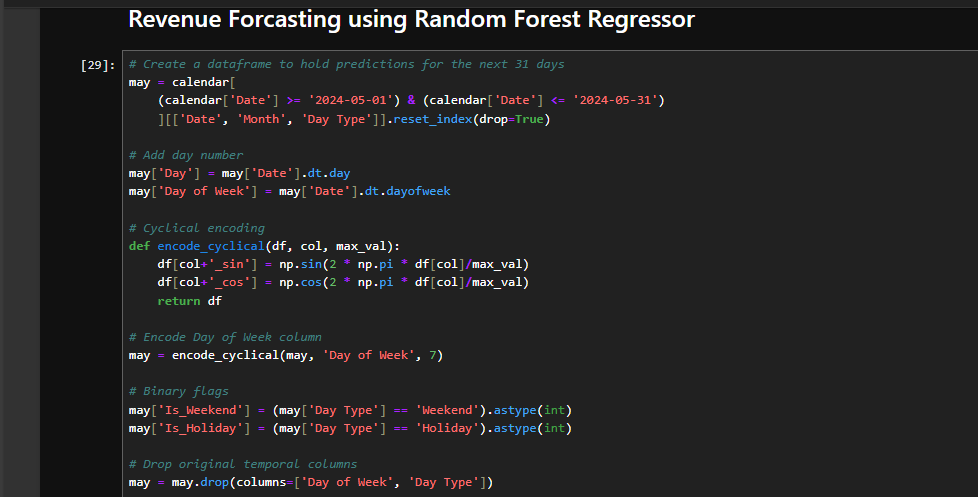 Revenue Forcasting using Random Forest Regressor
[29]:
# Create a dataframe to hold predictions for the next 31 days
may = calendar[
    (calendar['Date'] >= '2024-05-01') & (calendar['Date'] <= '2024-05-31')
    ][['Date', 'Month', 'Day Type']].reset_index(drop=True)

# Add day number
may['Day'] = may['Date'].dt.day
may['Day of Week'] = may['Date'].dt.dayofweek

# Cyclical encoding
def encode_cyclical(df, col, max_val):
    df[col+'_sin'] = np.sin(2 * np.pi * df[col]/max_val)
    df[col+'_cos'] = np.cos(2 * np.pi * df[col]/max_val)
    return df

# Encode Day of Week column
may = encode_cyclical(may, 'Day of Week', 7)

# Binary flags
may['Is_Weekend'] = (may['Day Type'] == 'Weekend').astype(int)
may['Is_Holiday'] = (may['Day Type'] == 'Holiday').astype(int)

# Drop original temporal columns
may = may.drop(columns=['Day of Week', 'Day Type'])